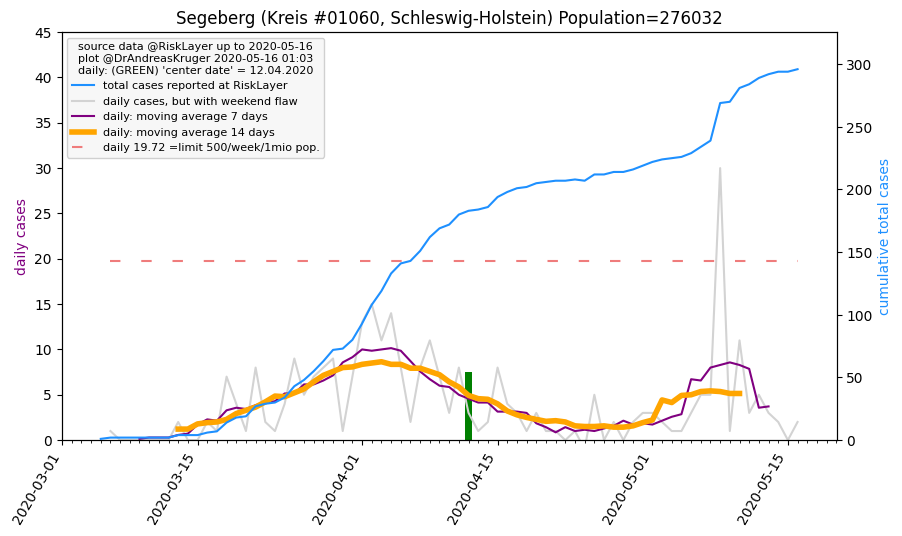 Segeberg (Kreis #01060, Schleswig-Holstein) Population=276032
source data @RiskLayer up to 2020-05-16
plot @DrAndreasKruger 2020-05-16 01:03
daily: (GREEN) 'center date' = 12.04.2020
total cases reported at RiskLayer
daily cases, but with weekend flaw
daily: moving average 7 days
daily: moving average 14 days
daily 19.72 =limit 500/week/1mio pop.
daily cases
45
40
35
30
25
20
15
10
5
0
cumulative total cases
300
250
200
150
100
50
0
2020-03-01
2020-03-15
2020-04-01
2020-04-15
2020-05-01
2020-05-15